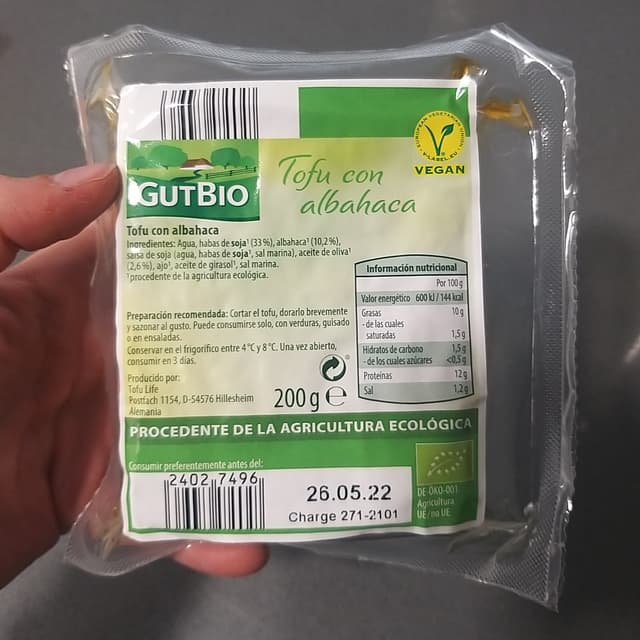 EUROPEAN VEGETARIAN UNION
V-LABEL.EU
VEGAN
GUTBIO
Tofu con
albahaca
Tofu con albahaca
Ingredientes: Agua, habas de soja¹ (33%), albahaca¹ (10,2%),
salsa de soja (agua, habas de soja¹, sal marina), aceite de oliva¹
(2,6%), ajo¹, aceite de girasol¹, sal marina.
¹procedente de la agricultura ecológica.
Preparación recomendada: Cortar el tofu, dorarlo brevemente
y sazonar al gusto. Puede consumirse solo, con verduras, guisado
o en ensaladas.
Conservar en el frigorífico entre 4°C y 8°C. Una vez abierto,
consumir en 3 días.
Producido por:
Tofu Life
Postfach 1154, D-54576 Hillesheim
Alemania
200 g e
Información nutricional
Por 100 g
Valor energético 600 kJ / 144 kcal
Grasas 10 g
- de las cuales
saturadas 1,5 g
Hidratos de carbono 1,5 g
- de los cuales azúcares <0,5 g
Proteínas 12 g
Sal 1,2 g
PROCEDENTE DE LA AGRICULTURA ECOLÓGICA
Consumir preferentemente antes del:
2402 7496
26.05.22
Charge 271-2101
DE-ÖKO-001
Agricultura
UE/no UE